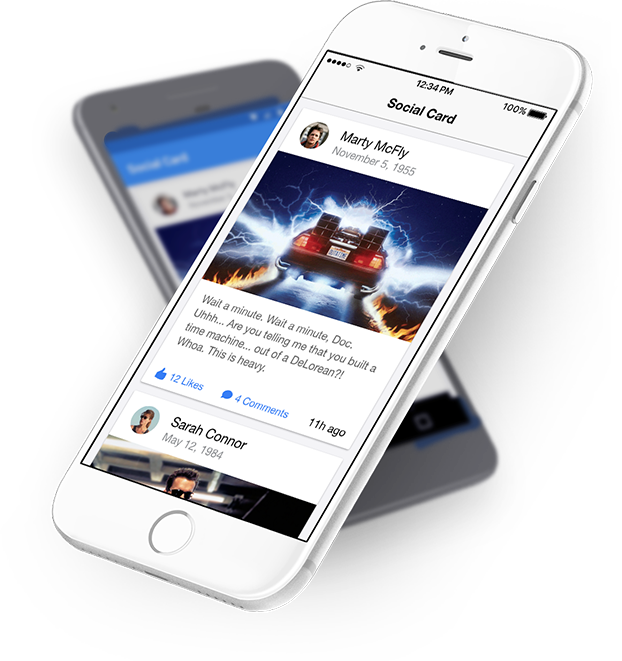 12:34 PM
100%
Social Card
Marty McFly
November 5, 1955
Wait a minute. Wait a minute, Doc.
Uhhh... Are you telling me that you built a
time machine... out of a DeLorean?!
Whoa. This is heavy.
12 Likes
4 Comments
11h ago
Sarah Connor
May 12, 1984
Social Card
Marty McFly